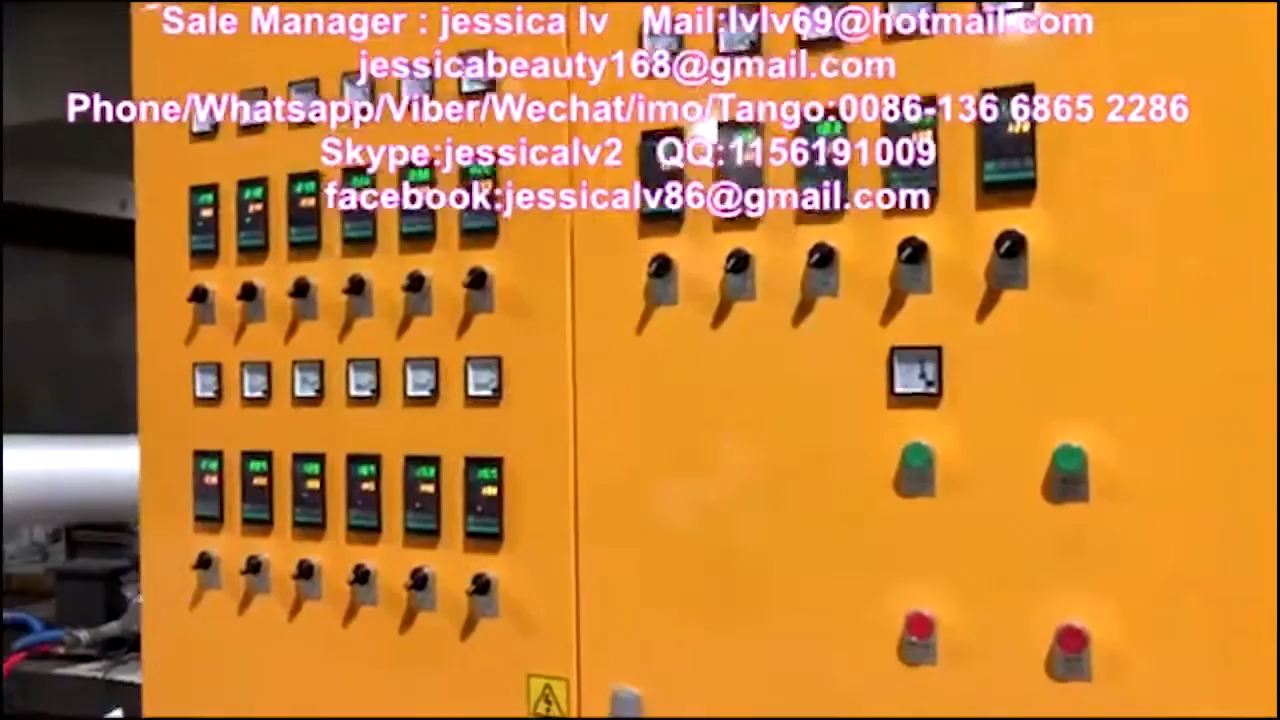 Sale Manager : jessica lv Mail:lvlv69@hotmail.com
jessicabeauty168@gmail.com
Phone/Whatsapp/Viber/Wechat/imo/Tango:0086-136 6865 2286
Skype:jessicalv2 QQ:1156191009
facebook:jessicalv86@gmail.com